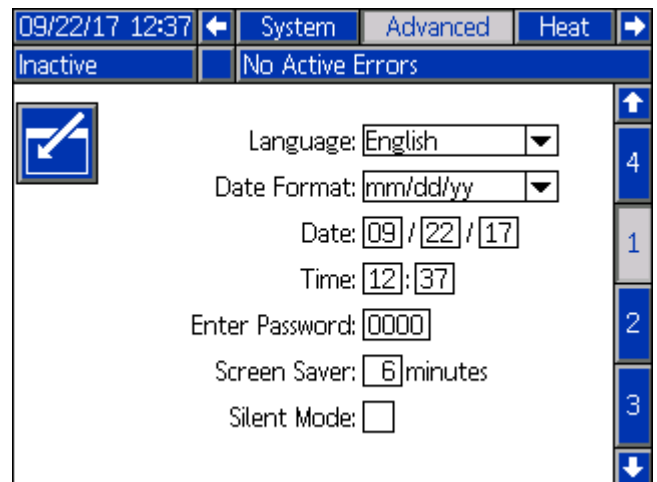 09/22/17 12:37 System Advanced Heat
Inactive No Active Errors
Language: English
4
Date Format: mm/dd/yy
Date: 09 / 22 / 17
1
Time: 12 : 37
Enter Password: 0000
2
Screen Saver: 6 minutes
Silent Mode:
3